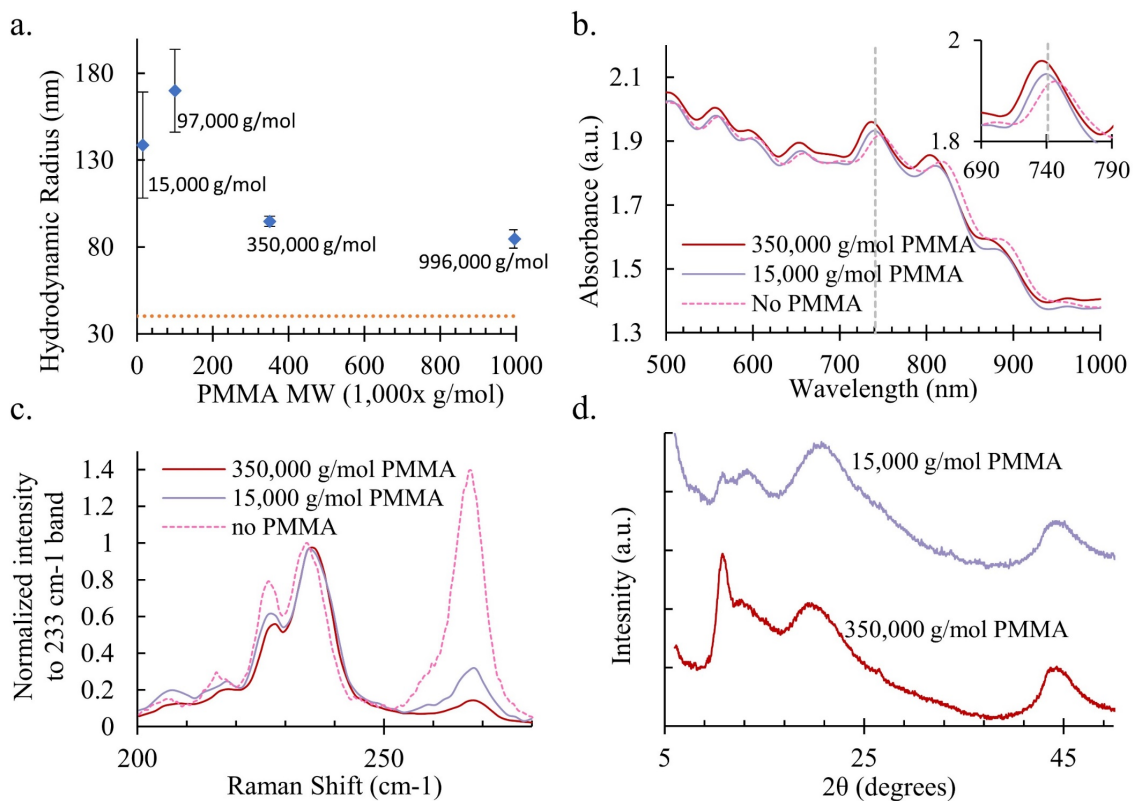 a.
Hydrodynamic Radius (nm)
180
130
80
30
97,000 g/mol
15,000 g/mol
350,000 g/mol
996,000 g/mol
0 200 400 600 800 1000
PMMA MW (1,000x g/mol)
b.
Absorbance (a.u.)
2.1
1.9
1.7
1.5
1.3
2
1.8
690 740 790
350,000 g/mol PMMA
15,000 g/mol PMMA
No PMMA
500 600 700 800 900 1000
Wavelength (nm)
c.
Normalized intensity
to 233 cm-1 band
1.4
1.2
1
0.8
0.6
0.4
0.2
0
350,000 g/mol PMMA
15,000 g/mol PMMA
no PMMA
200 250
Raman Shift (cm-1)
d.
Intesnity (a.u.)
15,000 g/mol PMMA
350,000 g/mol PMMA
5 25 45
2θ (degrees)